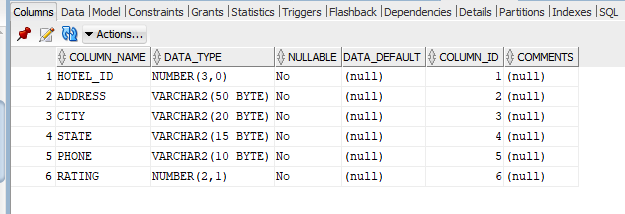 Columns Data Model Constraints Grants Statistics Triggers Flashback Dependencies Details Partitions Indexes SQL
Actions...
COLUMN_NAME DATA_TYPE NULLABLE DATA_DEFAULT COLUMN_ID COMMENTS
1 HOTEL_ID NUMBER(3,0) No (null) 1 (null)
2 ADDRESS VARCHAR2(50 BYTE) No (null) 2 (null)
3 CITY VARCHAR2(20 BYTE) No (null) 3 (null)
4 STATE VARCHAR2(15 BYTE) No (null) 4 (null)
5 PHONE VARCHAR2(10 BYTE) No (null) 5 (null)
6 RATING NUMBER(2,1) No (null) 6 (null)